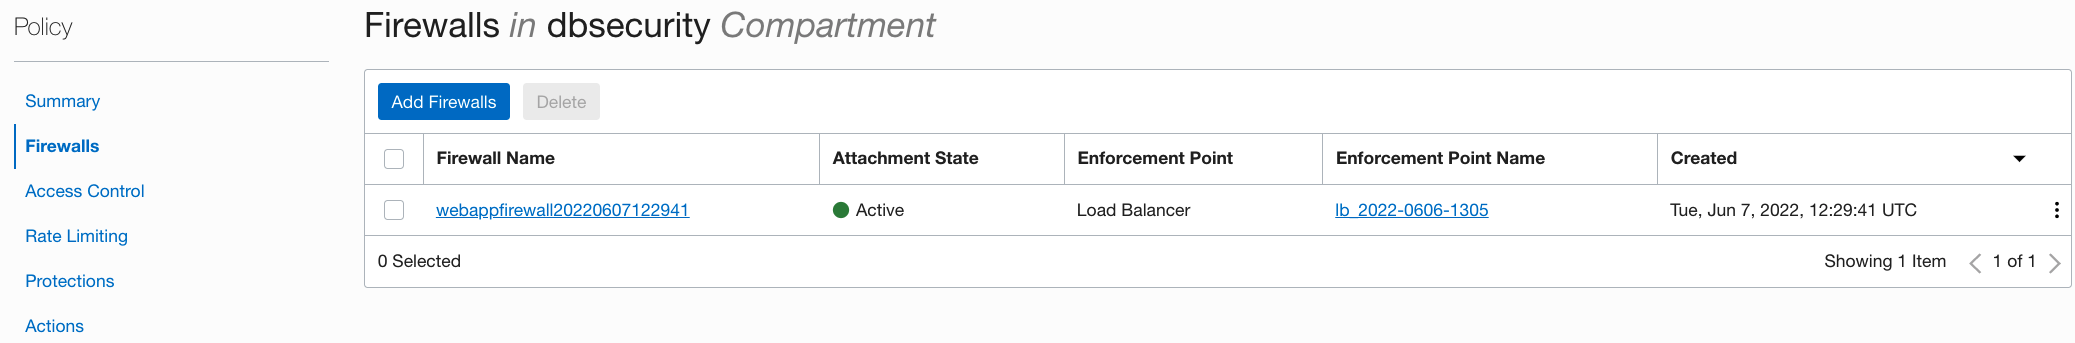 Policy
Summary
Firewalls
Access Control
Rate Limiting
Protections
Actions
Firewalls in dbsecurity Compartment
Add Firewalls Delete
Firewall Name Attachment State Enforcement Point Enforcement Point Name Created
webappfirewall20220607122941 Active Load Balancer lb_2022-0606-1305 Tue, Jun 7, 2022, 12:29:41 UTC
0 Selected Showing 1 Item 1 of 1